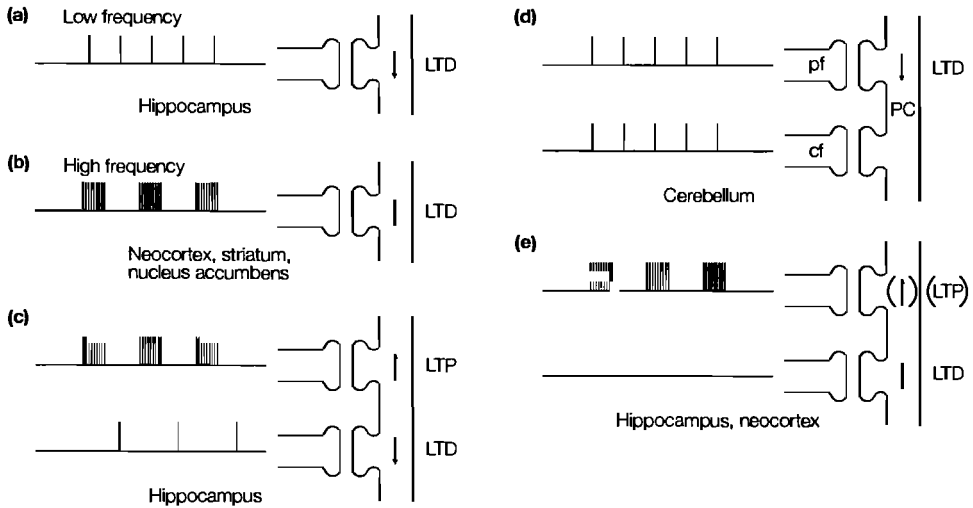 (a)
Low frequency
LTD
Hippocampus
(b)
High frequency
LTD
Neocortex, striatum,
nucleus accumbens
(c)
LTP
LTD
Hippocampus
(d)
pf
LTD
PC
cf
Cerebellum
(e)
(LTP)
LTD
Hippocampus, neocortex